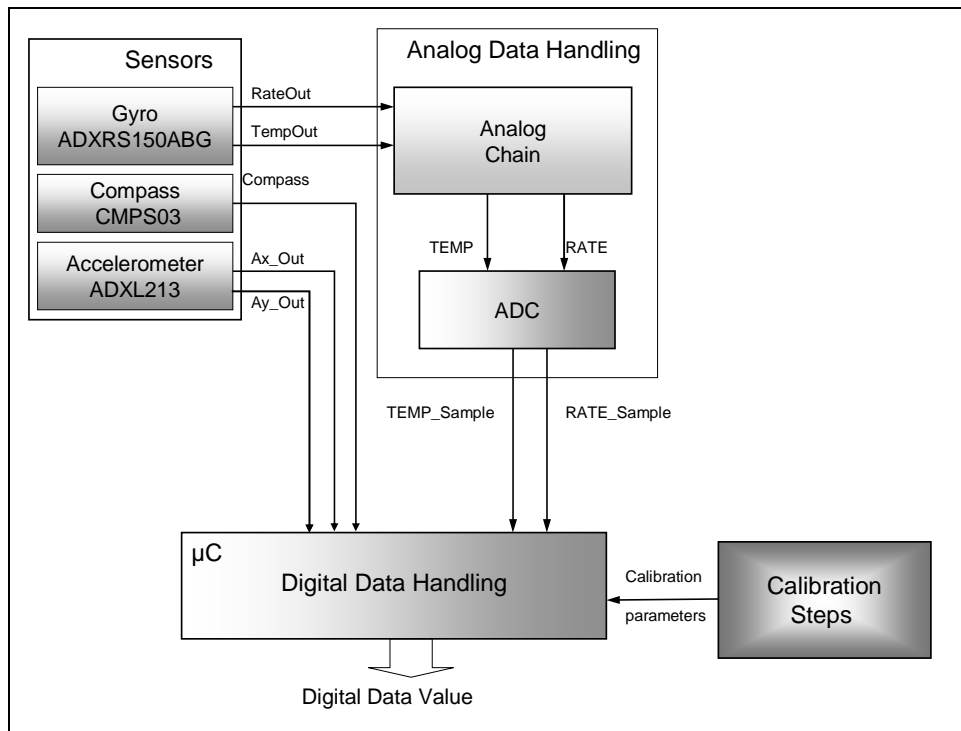 Sensors
Gyro
ADXRS150ABG
Compass
CMPS03
Accelerometer
ADXL213
RateOut
TempOut
Compass
Ax_Out
Ay_Out
Analog Data Handling
Analog
Chain
TEMP
RATE
ADC
TEMP_Sample
RATE_Sample
µC
Digital Data Handling
Calibration
parameters
Calibration
Steps
Digital Data Value